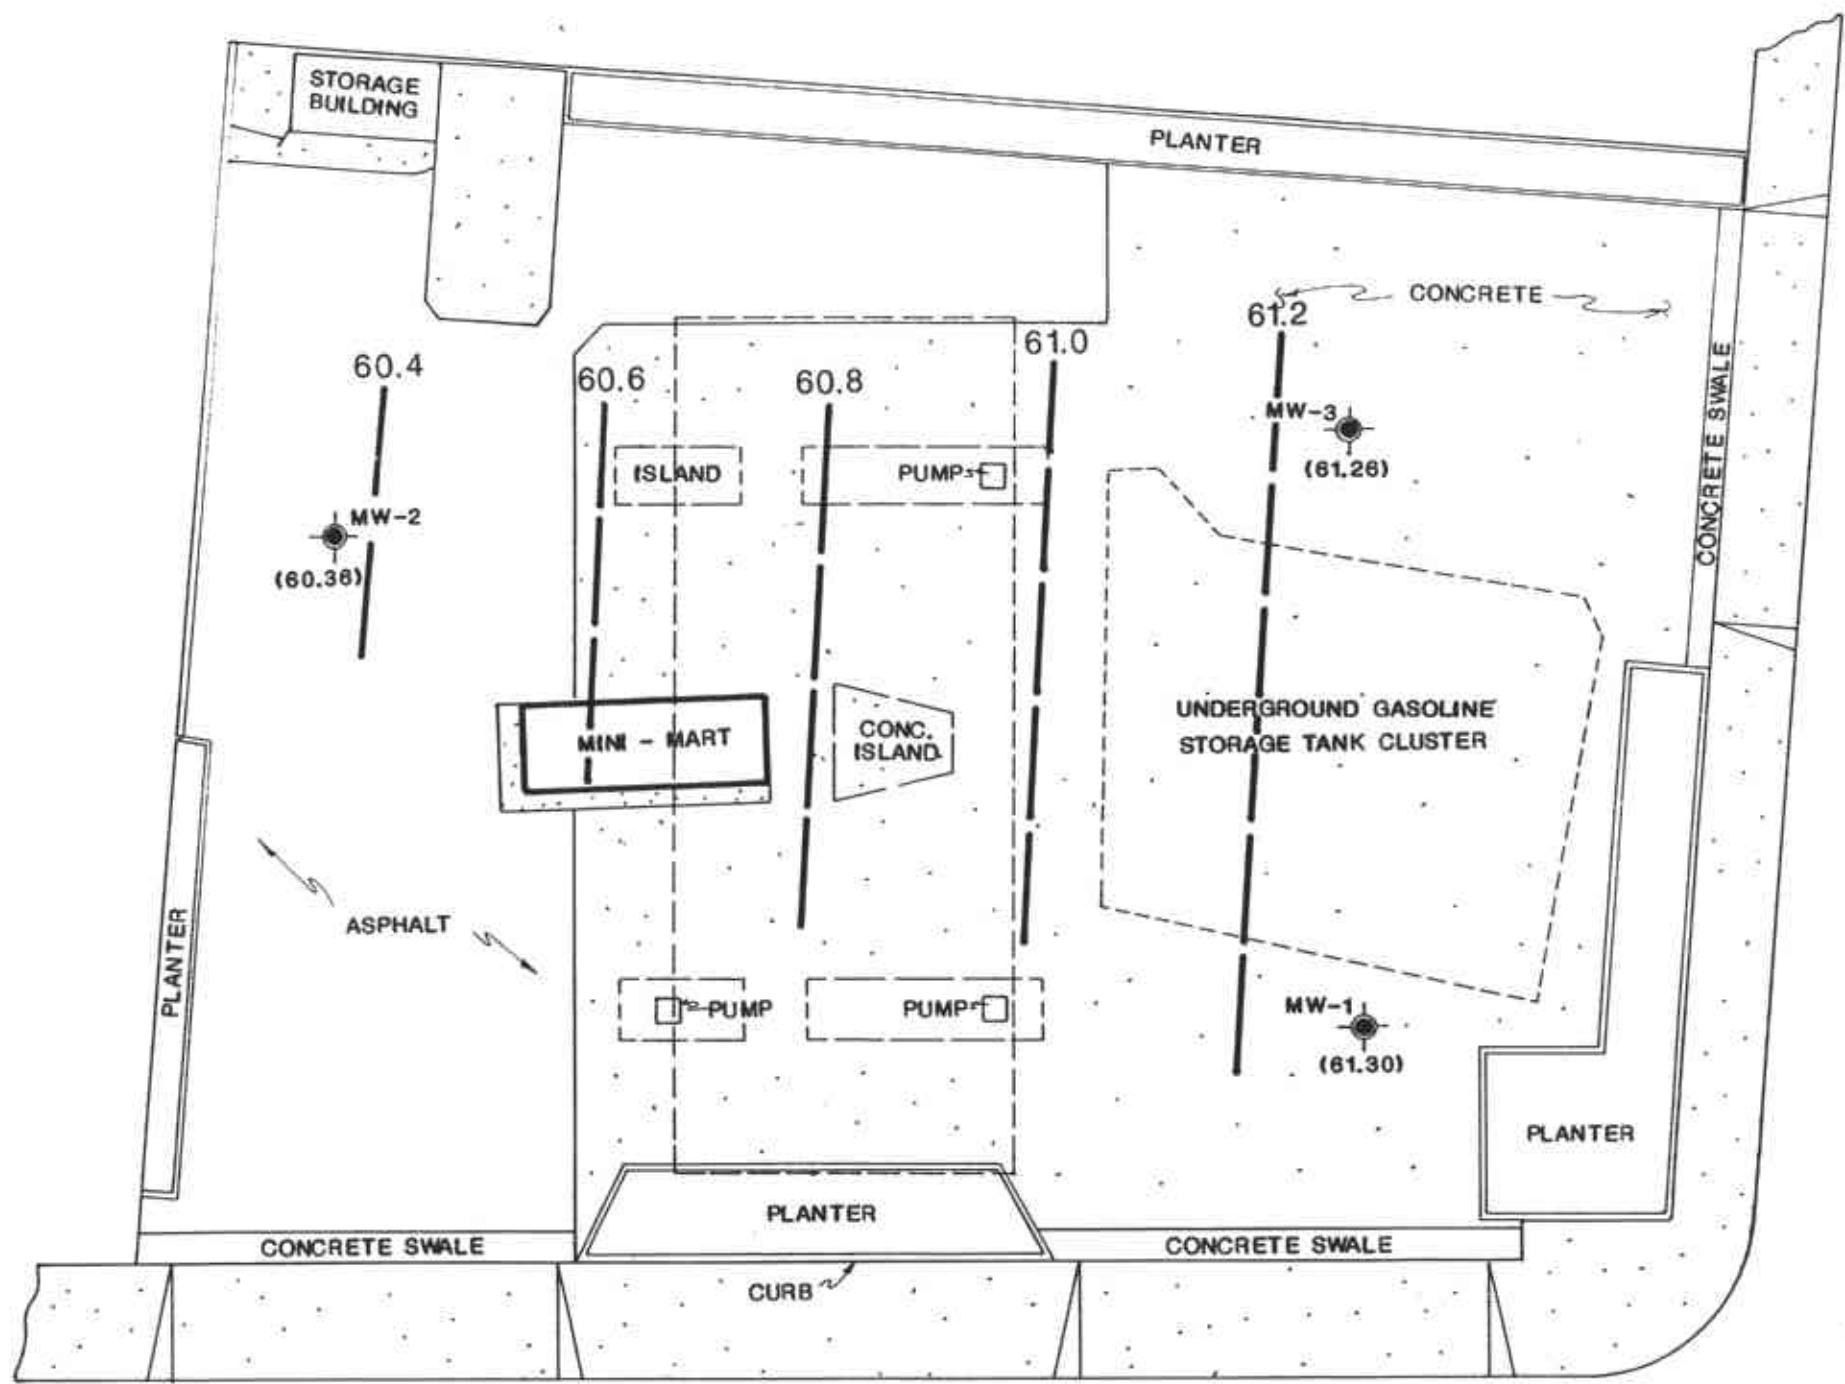 STORAGE
BUILDING
PLANTER
CONCRETE
61.2
61.0
60.4
60.6
60.8
CONCRETE SWALE
MW-3
(61.26)
ISLAND
PUMP
MW-2
(60.36)
UNDERGROUND GASOLINE
STORAGE TANK CLUSTER
MINI - MART
CONC.
ISLAND
ASPHALT
PLANTER
PUMP
PUMP
MW-1
(61.30)
PLANTER
PLANTER
CONCRETE SWALE
CONCRETE SWALE
CURB